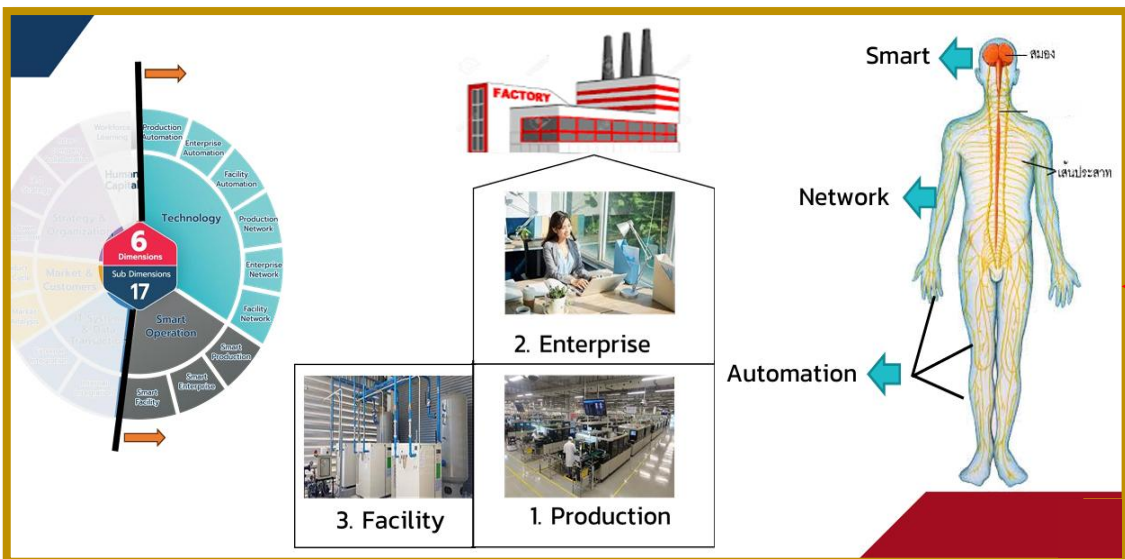 Production
Automation
Enterprise
Automation
Facility
Automation
Production
Network
Enterprise
Network
Facility
Network
Technology
Human
Capital
Strategy &
Organization
Market &
Customers
6
Dimensions
Sub Dimensions
17
Smart
Operation
Smart
Production
Smart
Enterprise
Smart
Facility
FACTORY
2. Enterprise
3. Facility
1. Production
Smart
สมอง
Network
เส้นประสาท
Automation